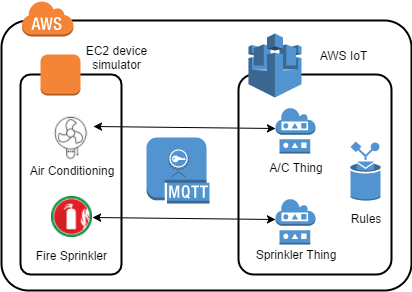 AWS
EC2 device
simulator
AWS IoT
Air Conditioning
A/C Thing
MQTT
Rules
Fire Sprinkler
Sprinkler Thing